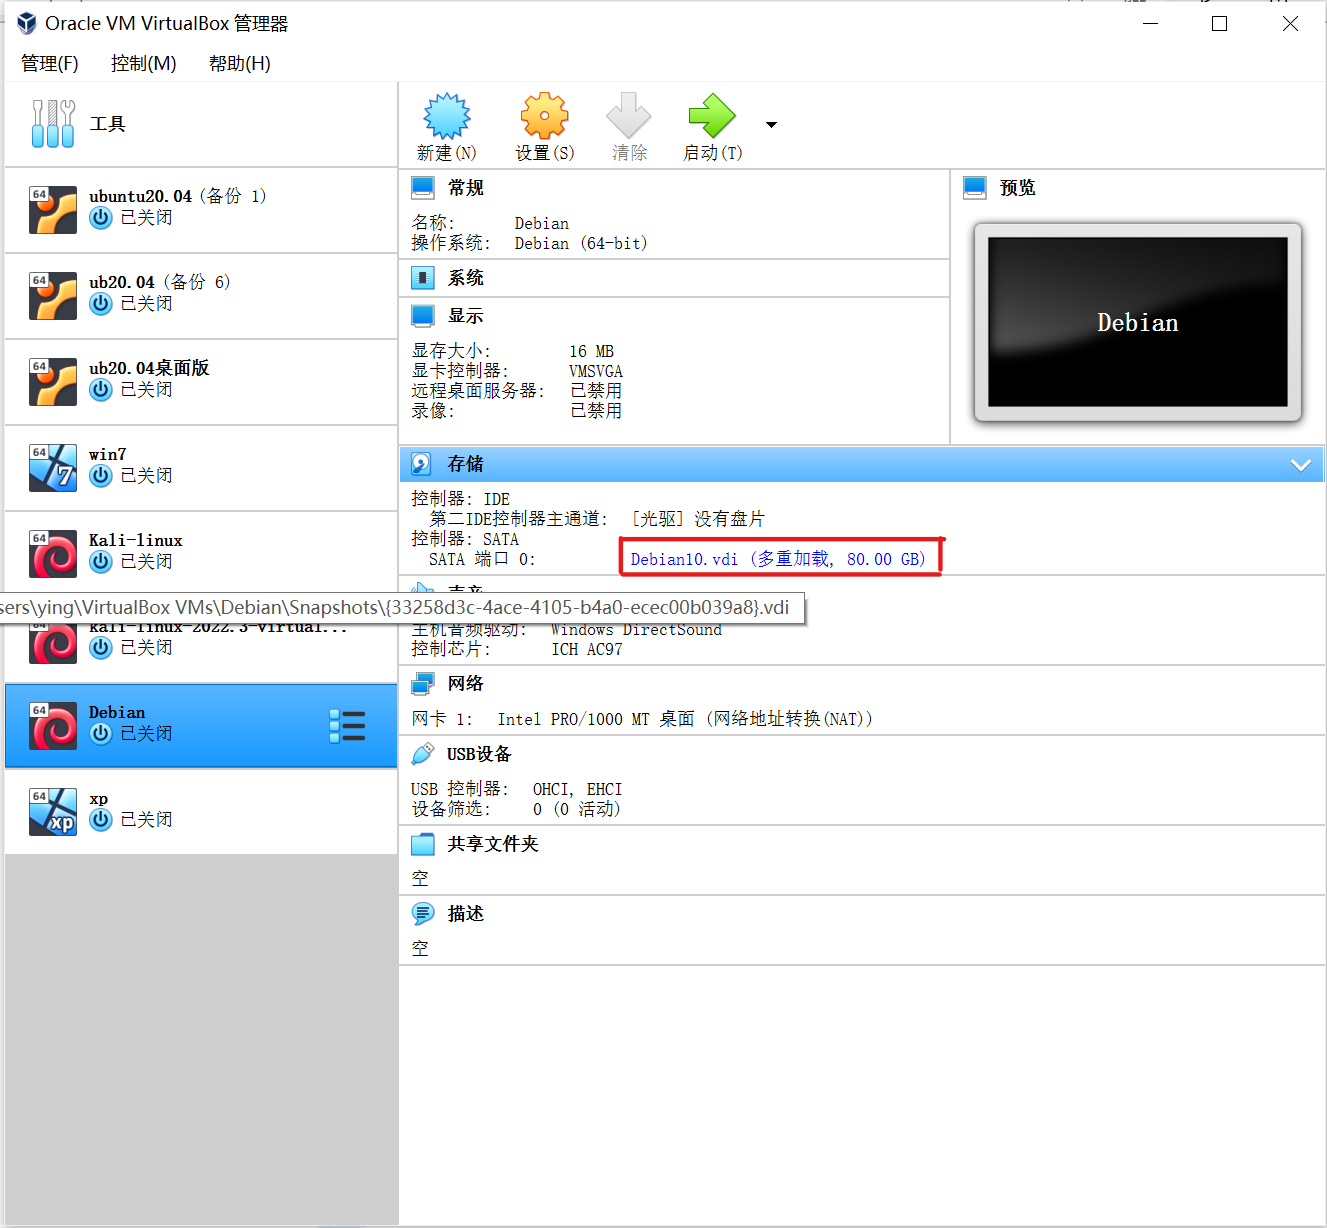 Oracle VM VirtualBox 管理器
管理(F) 控制(M) 帮助(H)
工具
新建(N) 设置(S) 清除 启动(T)
64
ubuntu20.04 (备份 1)
已关闭
64
ub20.04 (备份 6)
已关闭
64
ub20.04桌面版
已关闭
64
win7
已关闭
64
Kali-linux
已关闭
sers\ying\VirtualBox VMs\Debian\Snapshots\{33258d3c-4ace-4105-b4a0-ecec00b039a8}.vdi
kali-linux-2022.3-virtual...
已关闭
64
Debian
已关闭
64
xp
已关闭
常规
名称: Debian
操作系统: Debian (64-bit)
系统
显示
显存大小: 16 MB
显卡控制器: VMSVGA
远程桌面服务器: 已禁用
录像: 已禁用
预览
Debian
存储
控制器: IDE
第二IDE控制器主通道: [光驱] 没有盘片
控制器: SATA
SATA 端口 0: Debian10.vdi (多重加载, 80.00 GB)
主机音频驱动: Windows DirectSound
控制芯片: ICH AC97
网络
网卡 1: Intel PRO/1000 MT 桌面 (网络地址转换(NAT))
USB设备
USB 控制器: OHCI, EHCI
设备筛选: 0 (0 活动)
共享文件夹
空
描述
空